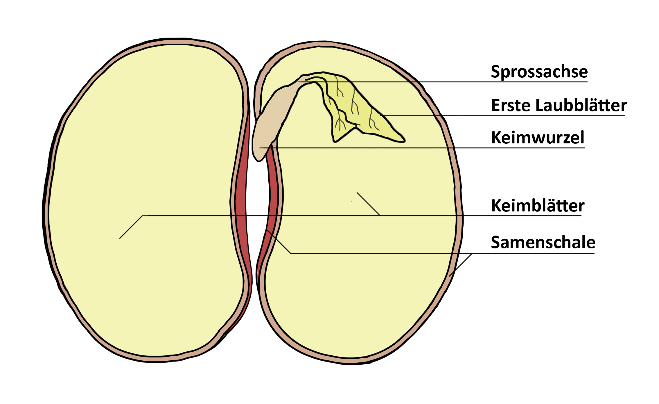 Sprossachse
Erste Laubblätter
Keimwurzel
Keimblätter
Samenschale